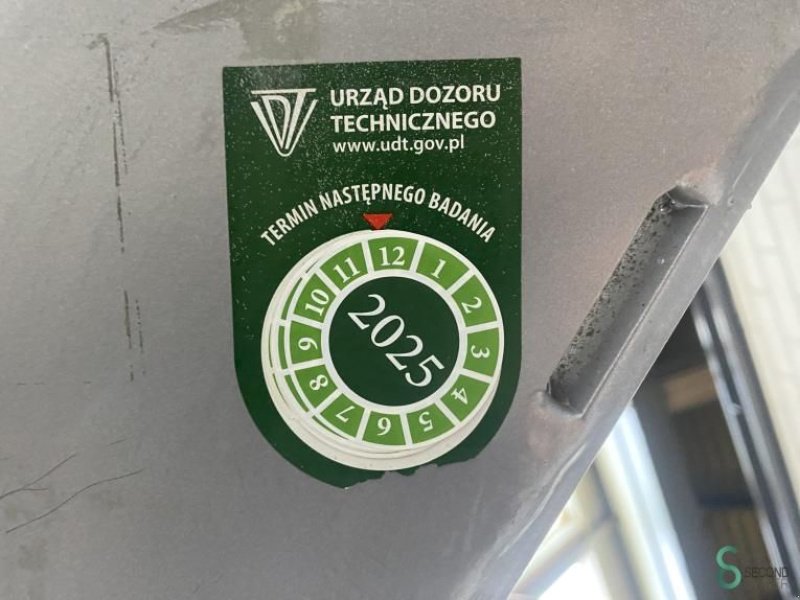 URZĄD DOZORU
TECHNICZNEGO
www.udt.gov.pl
TERMIN NASTĘPNEGO BADANIA
12
1
2
3
4
5
6
7
8
9
10
11
2025
SECOND